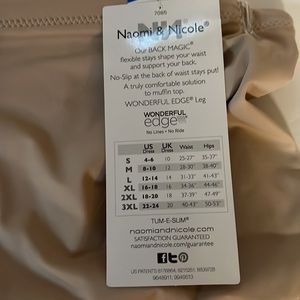 7085
Naomi & Nicole®
Our BACK MAGIC®
flexible stays shape your waist
and support your back.
No-Slip at the back of waist stays put!
A truly comfortable solution
to muffin top.
WONDERFUL EDGE® Leg
WONDERFUL
edge®
No Lines • No Ride
US Dress UK Dress Waist Hips
S 4-6 10 25-27" 35-37"
M 8-10 12 28-30" 38-40"
L 12-14 14 31-33" 41-43"
XL 16-18 16 34-36" 44-46"
2XL 18-20 18 37-39" 47-49"
3XL 22-24 20 40-43" 50-53"
TUM-E-SLIM®
naomiandnicole.com
SATISFACTION GUARANTEED
naomiandnicole.com/guarantee
US PATENTS